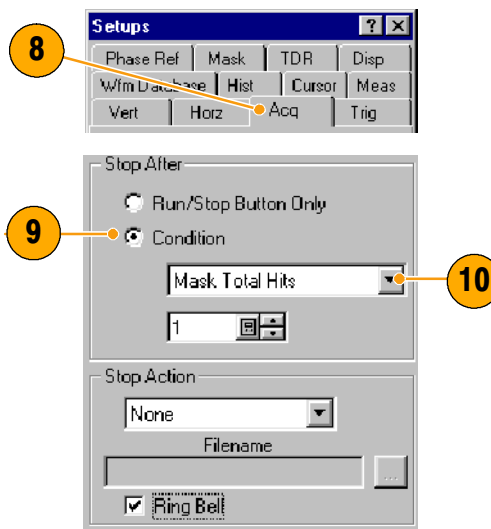 Setups ? ×
8
Phase Ref Mask TDR Disp
Wfm Database Hist Cursor Meas
Vert Horz Acq Trig
Stop After
Run/Stop Button Only
9
Condition
Mask Total Hits
10
1
Stop Action
None
Filename
...
Ring Bell